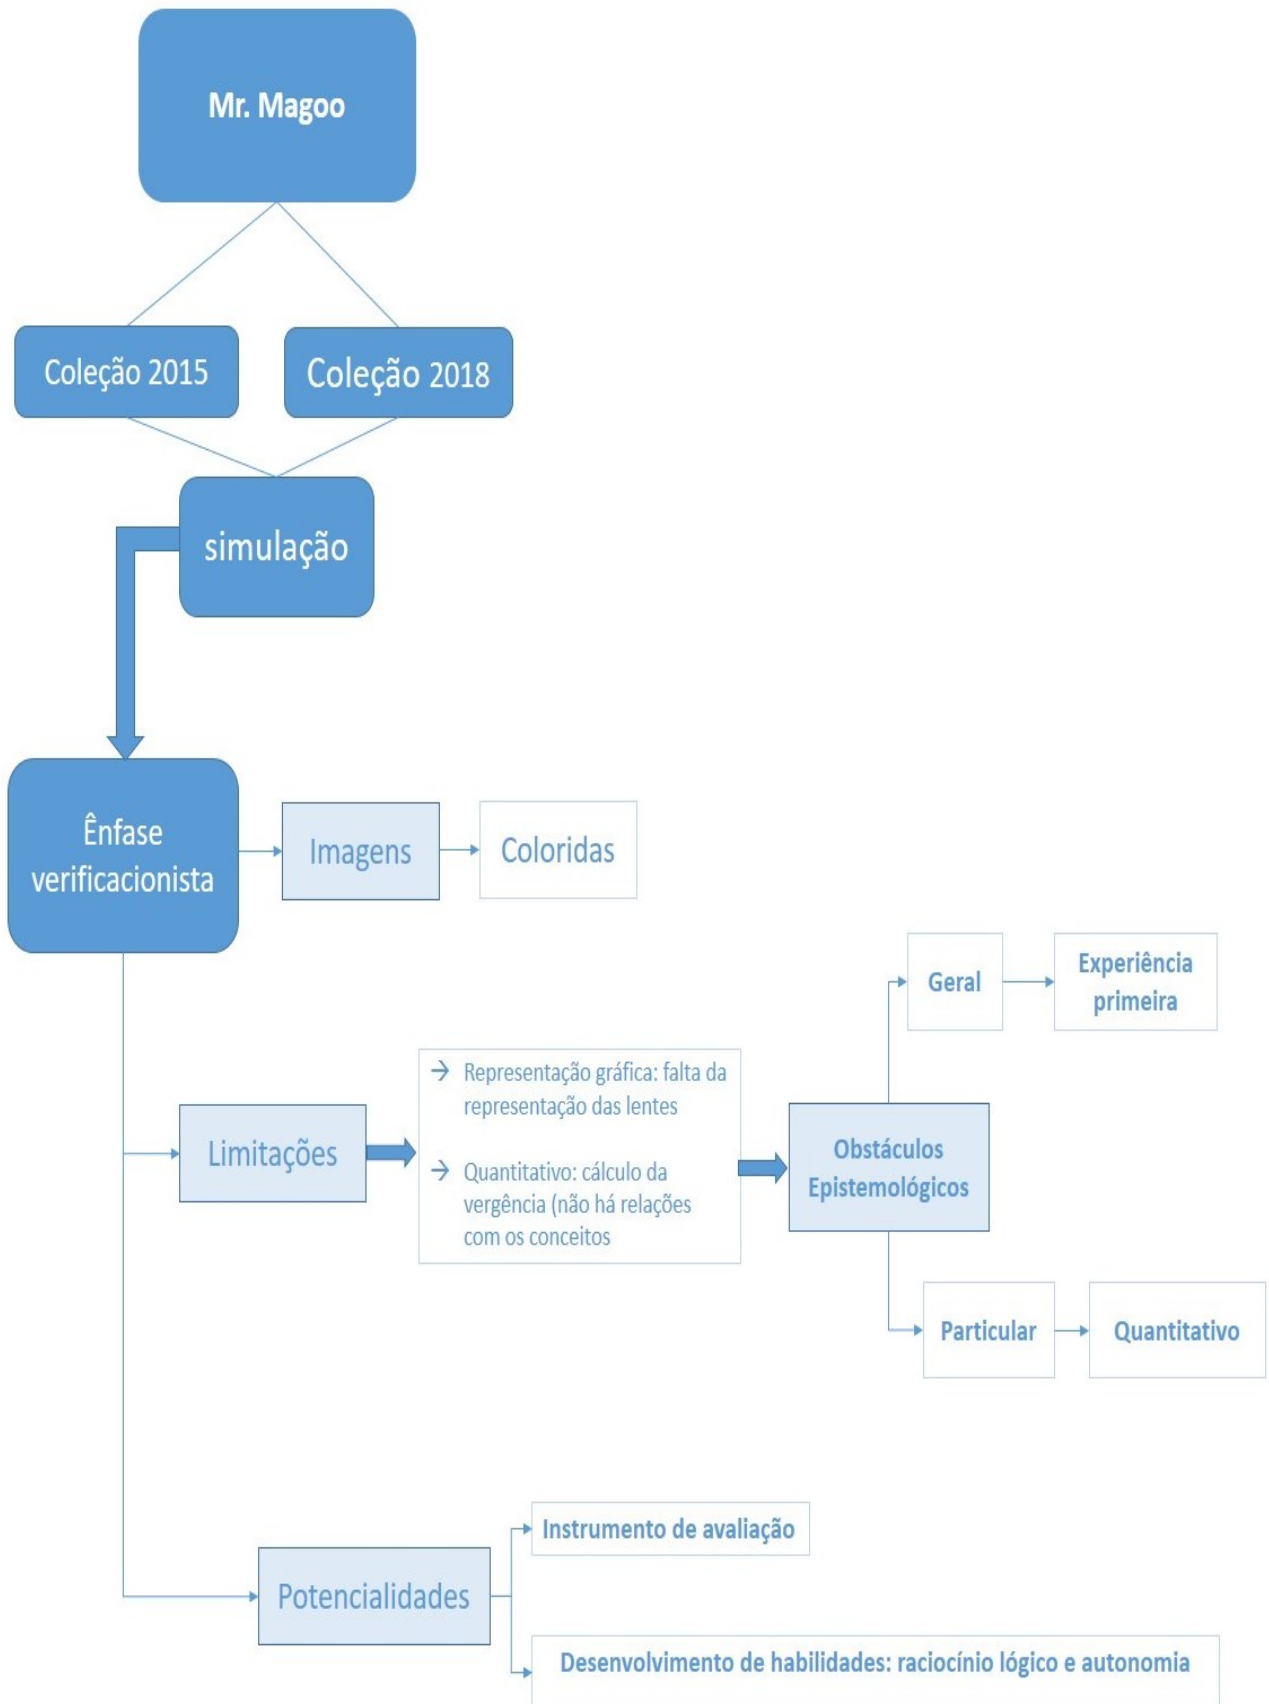 Mr. Magoo
Coleção 2015
Coleção 2018
simulação
Ênfase
verificacionista
Imagens
Coloridas
Geral
Experiência
primeira
Limitações
→ Representação gráfica: falta da
representação das lentes
→ Quantitativo: cálculo da
vergência (não há relações
com os conceitos
Obstáculos
Epistemológicos
Particular
Quantitativo
Potencialidades
Instrumento de avaliação
Desenvolvimento de habilidades: raciocínio lógico e autonomia